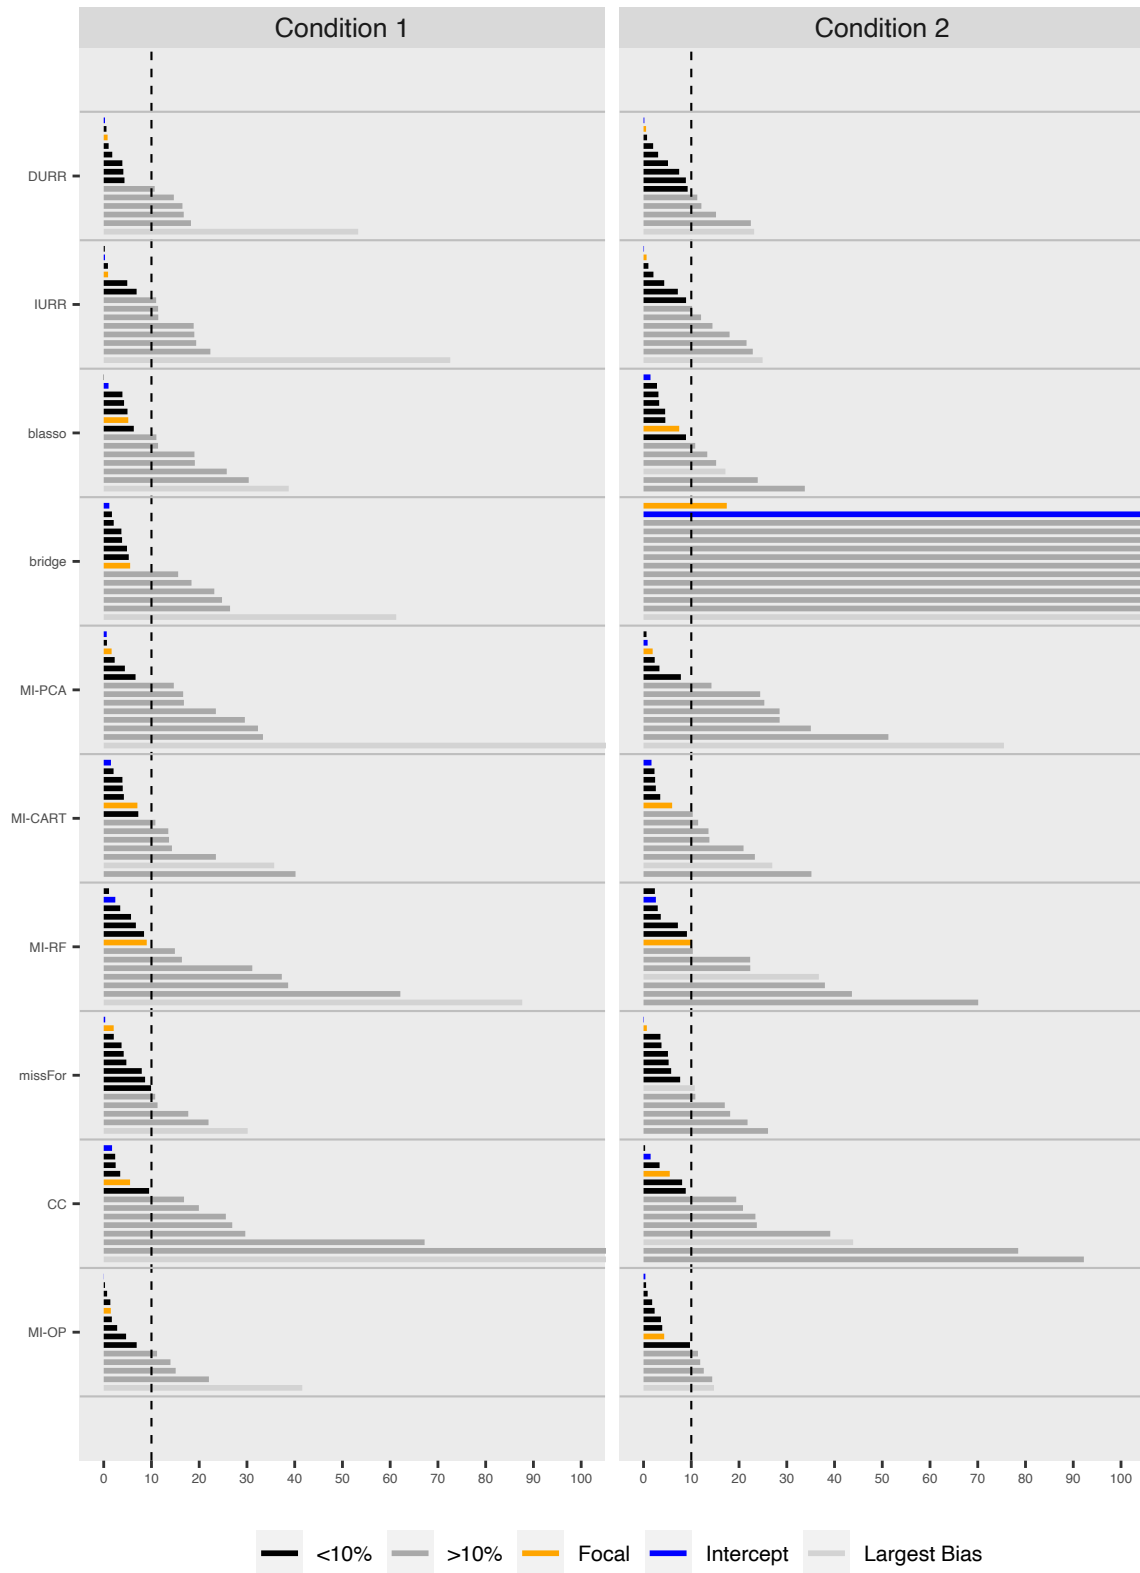 Condition 1 Condition 2
DURR
IURR
blasso
bridge
MI-PCA
MI-CART
MI-RF
missFor
CC
MI-OP
0 10 20 30 40 50 60 70 80 90 100 0 10 20 30 40 50 60 70 80 90 100
<10% >10% Focal Intercept Largest Bias